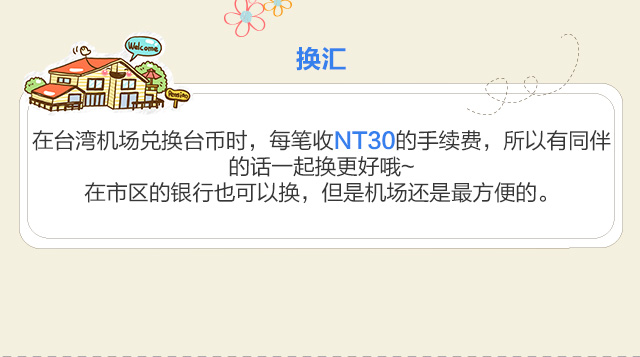 换汇
Welcome
Pension
在台湾机场兑换台币时，每笔收NT30的手续费，所以有同伴
的话一起换更好哦~
在市区的银行也可以换，但是机场还是最方便的。